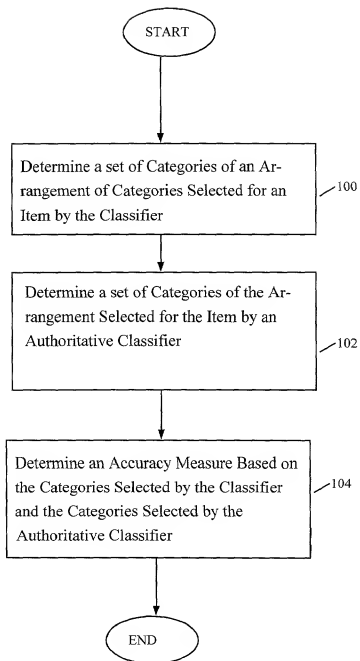 START
Determine a set of Categories of an Ar-
rangement of Categories Selected for an
Item by the Classifier
100
Determine a set of Categories of the Ar-
rangement Selected for the Item by an
Authoritative Classifier
102
Determine an Accuracy Measure Based on
the Categories Selected by the Classifier
and the Categories Selected by the
Authoritative Classifier
104
END